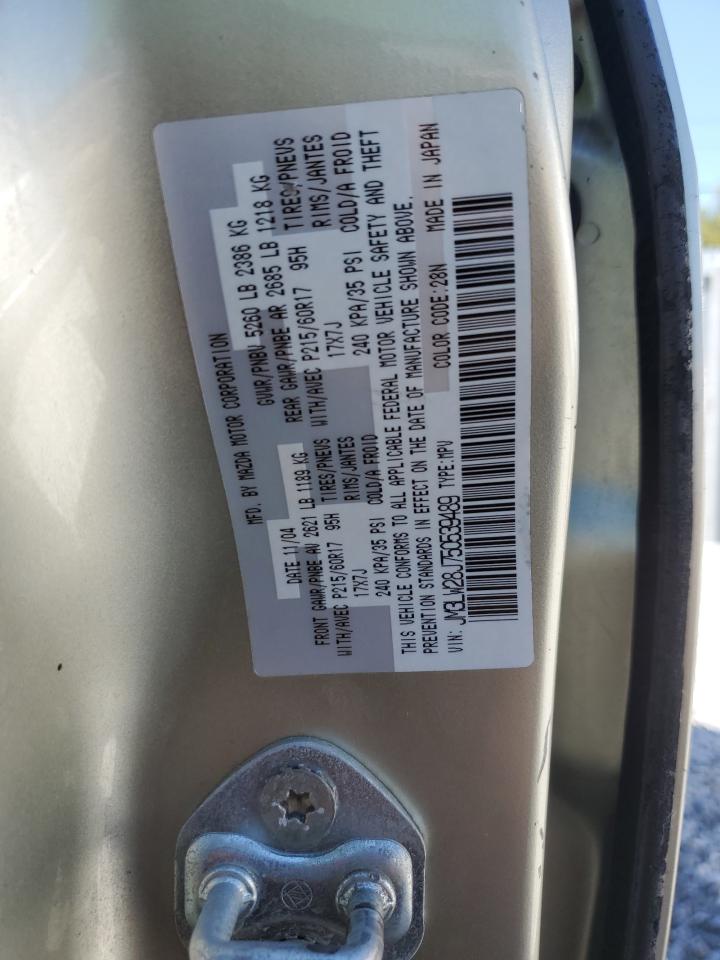 MFD. BY MAZDA MOTOR CORPORATION
DATE 11/04 GVWR/PNBV 5260 LB 2386 KG
FRONT GAWR/PNBE AV 2621 LB 1189 KG REAR GAWR/PNBE AR 2685 LB 1218 KG
TIRES/PNEUS TIRES/PNEUS
WITH/AVEC P215/60R17 95H RIMS/JANTES WITH/AVEC P215/60R17 95H RIMS/JANTES
17X7J COLD/A FROID 17X7J COLD/A FROID
240 KPA/35 PSI 240 KPA/35 PSI
THIS VEHICLE CONFORMS TO ALL APPLICABLE FEDERAL MOTOR VEHICLE SAFETY AND THEFT
PREVENTION STANDARDS IN EFFECT ON THE DATE OF MANUFACTURE SHOWN ABOVE.
VIN: JM3LW28J750539489 TYPE:MPV COLOR CODE:28N MADE IN JAPAN